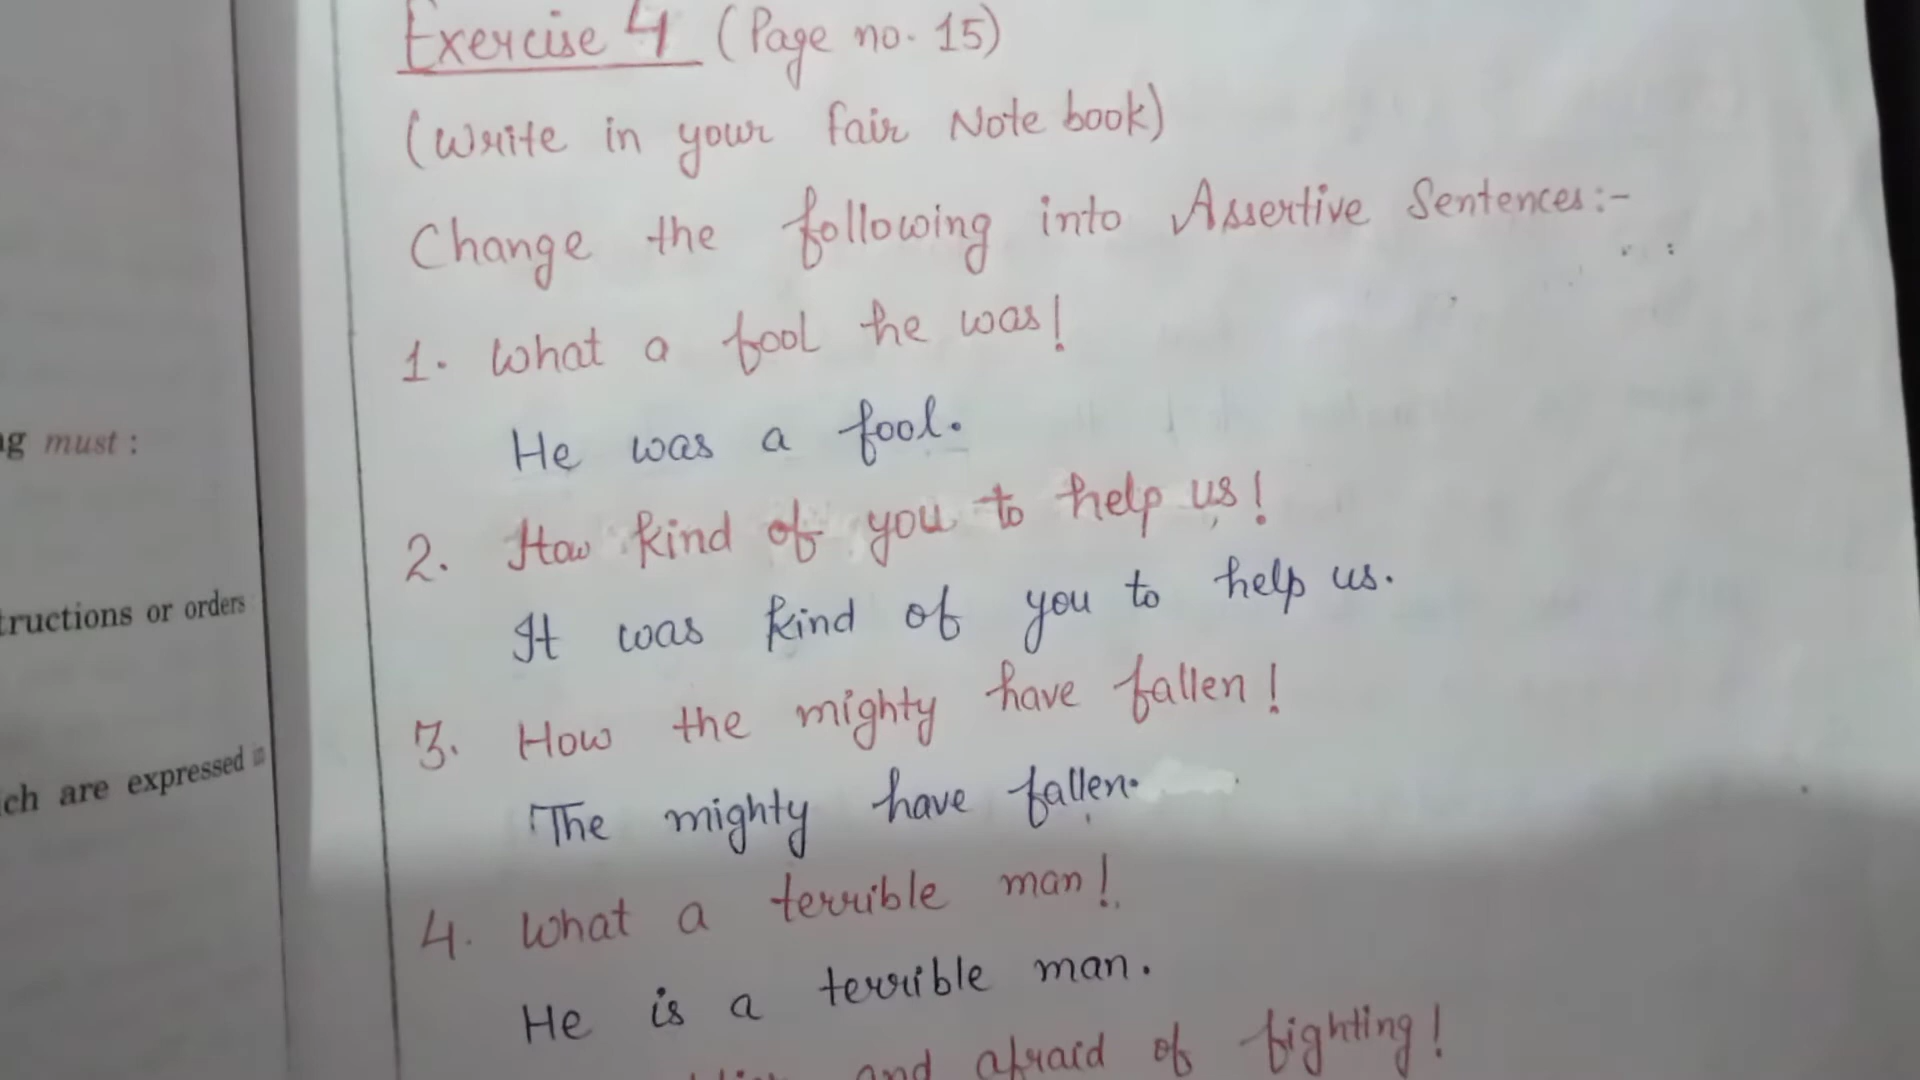 Exercise 4 (Page no. 15)
(Write in your fair Note book)
Change the following into Assertive Sentences:-
1. What a fool he was!
He was a fool.
2. How kind of you to help us!
It was kind of you to help us.
3. How the mighty have fallen!
The mighty have fallen.
4. What a terrible man!
He is a terrible man.
and afraid of fighting!
must :
or orders
are expressed